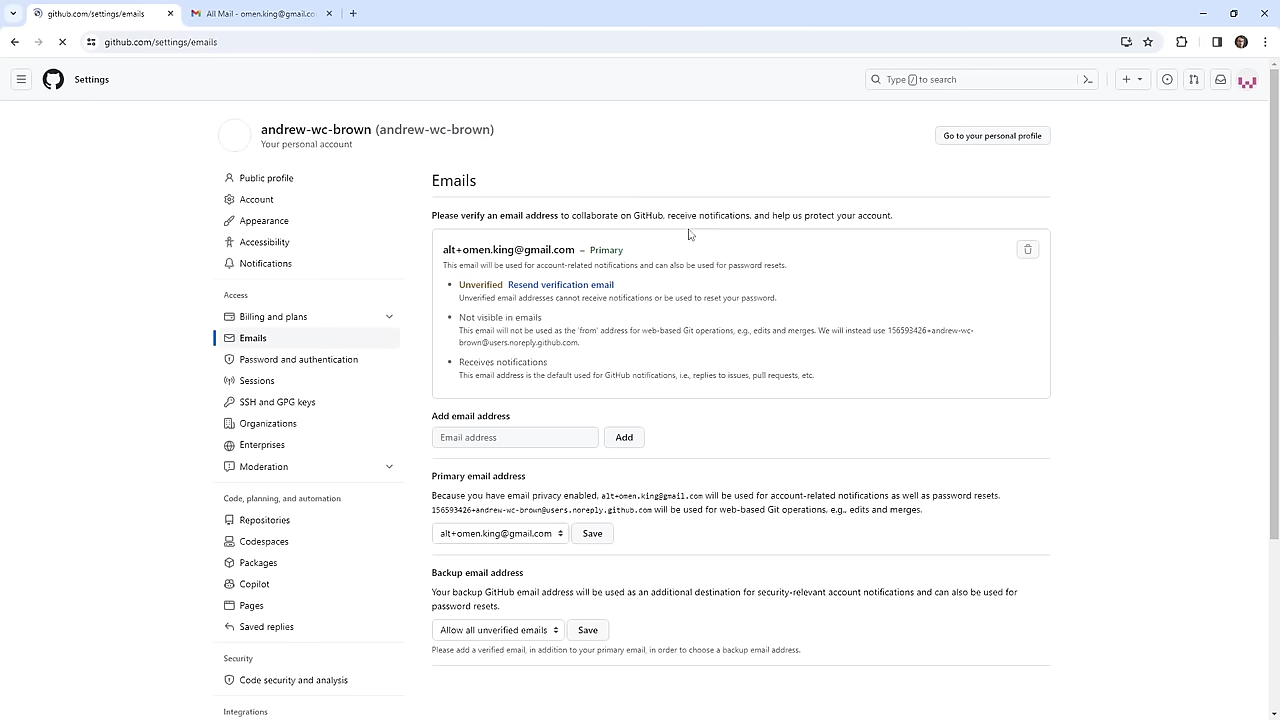 github.com/settings/emails
All Mail - omen.king@gmail.co
github.com/settings/emails
Settings
Type / to search
andrew-wc-brown (andrew-wc-brown)
Your personal account
Go to your personal profile
Public profile
Account
Appearance
Accessibility
Notifications
Access
Billing and plans
Emails
Password and authentication
Sessions
SSH and GPG keys
Organizations
Enterprises
Moderation
Code, planning, and automation
Repositories
Codespaces
Packages
Copilot
Pages
Saved replies
Security
Code security and analysis
Integrations
Emails
Please verify an email address to collaborate on GitHub, receive notifications, and help us protect your account.
alt+omen.king@gmail.com – Primary
This email will be used for account-related notifications and can also be used for password resets.
Unverified Resend verification email
Unverified email addresses cannot receive notifications or be used to reset your password.
Not visible in emails
This email will not be used as the 'from' address for web-based Git operations, e.g., edits and merges. We will instead use 156593426+andrew-wc-
brown@users.noreply.github.com.
Receives notifications
This email address is the default used for GitHub notifications, i.e., replies to issues, pull requests, etc.
Add email address
Email address
Add
Primary email address
Because you have email privacy enabled, alt+omen.king@gmail.com will be used for account-related notifications as well as password resets.
156593426+andrew-wc-brown@users.noreply.github.com will be used for web-based Git operations, e.g., edits and merges.
alt+omen.king@gmail.com
Save
Backup email address
Your backup GitHub email address will be used as an additional destination for security-relevant account notifications and can also be used for
password resets.
Allow all unverified emails
Save
Please add a verified email, in addition to your primary email, in order to choose a backup email address.